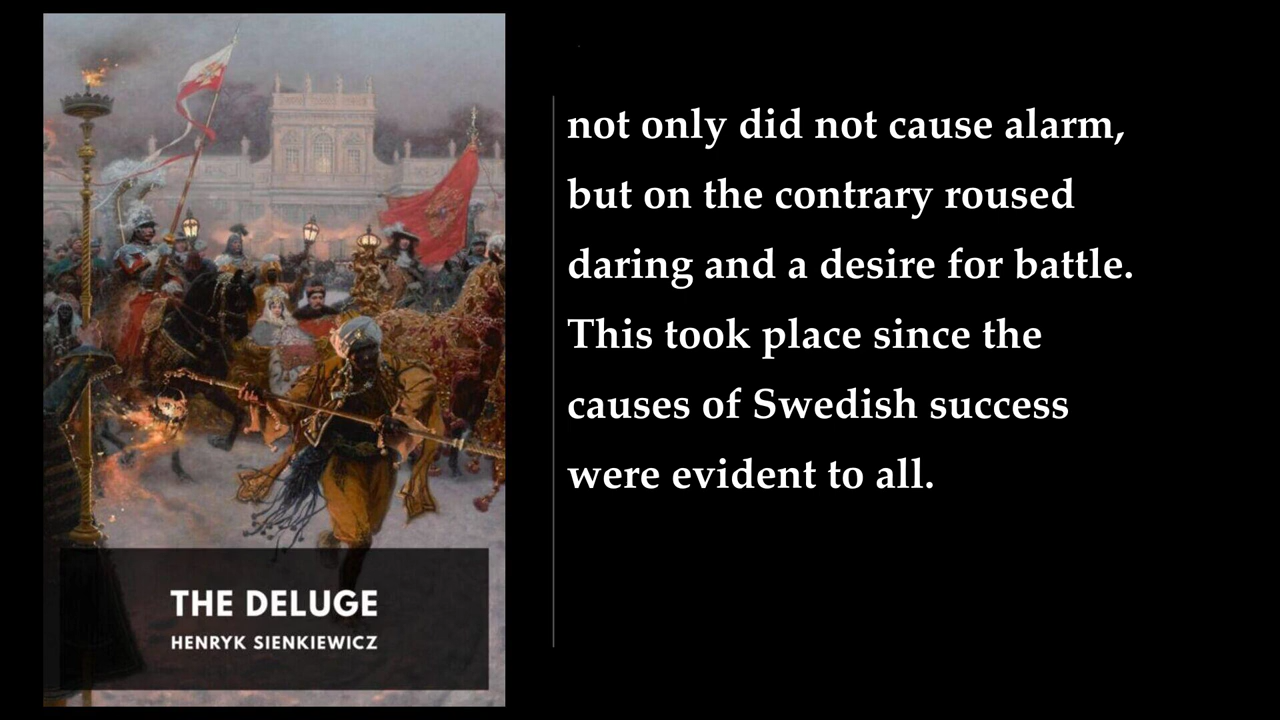 not only did not cause alarm,
but on the contrary roused
daring and a desire for battle.
This took place since the
causes of Swedish success
were evident to all.
THE DELUGE
HENRYK SIENKIEWICZ